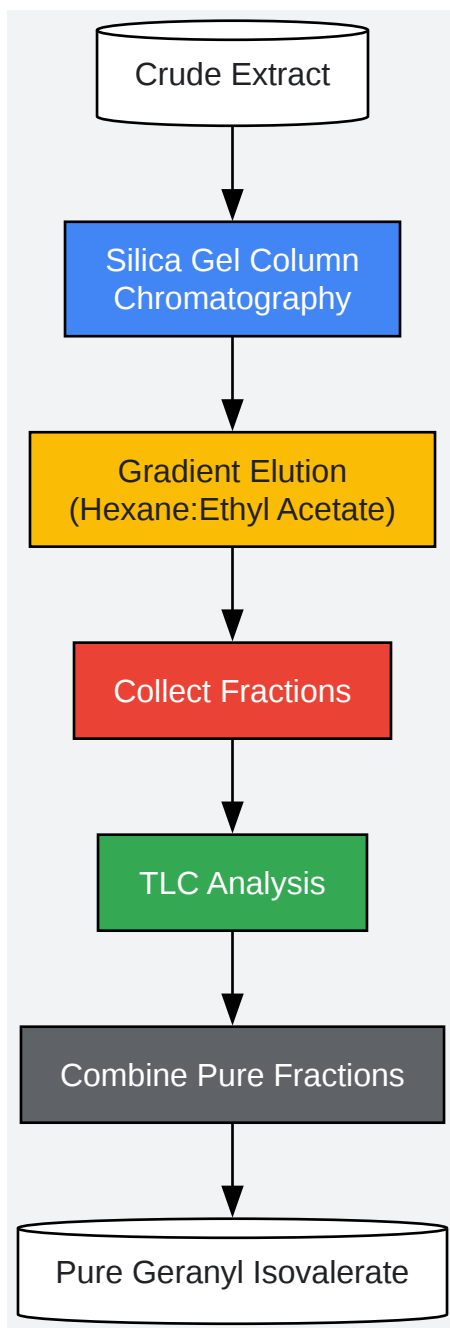 Crude Extract
Silica Gel Column
Chromatography
Gradient Elution
(Hexane:Ethyl Acetate)
Collect Fractions
TLC Analysis
Combine Pure Fractions
Pure Geranyl Isovalerate